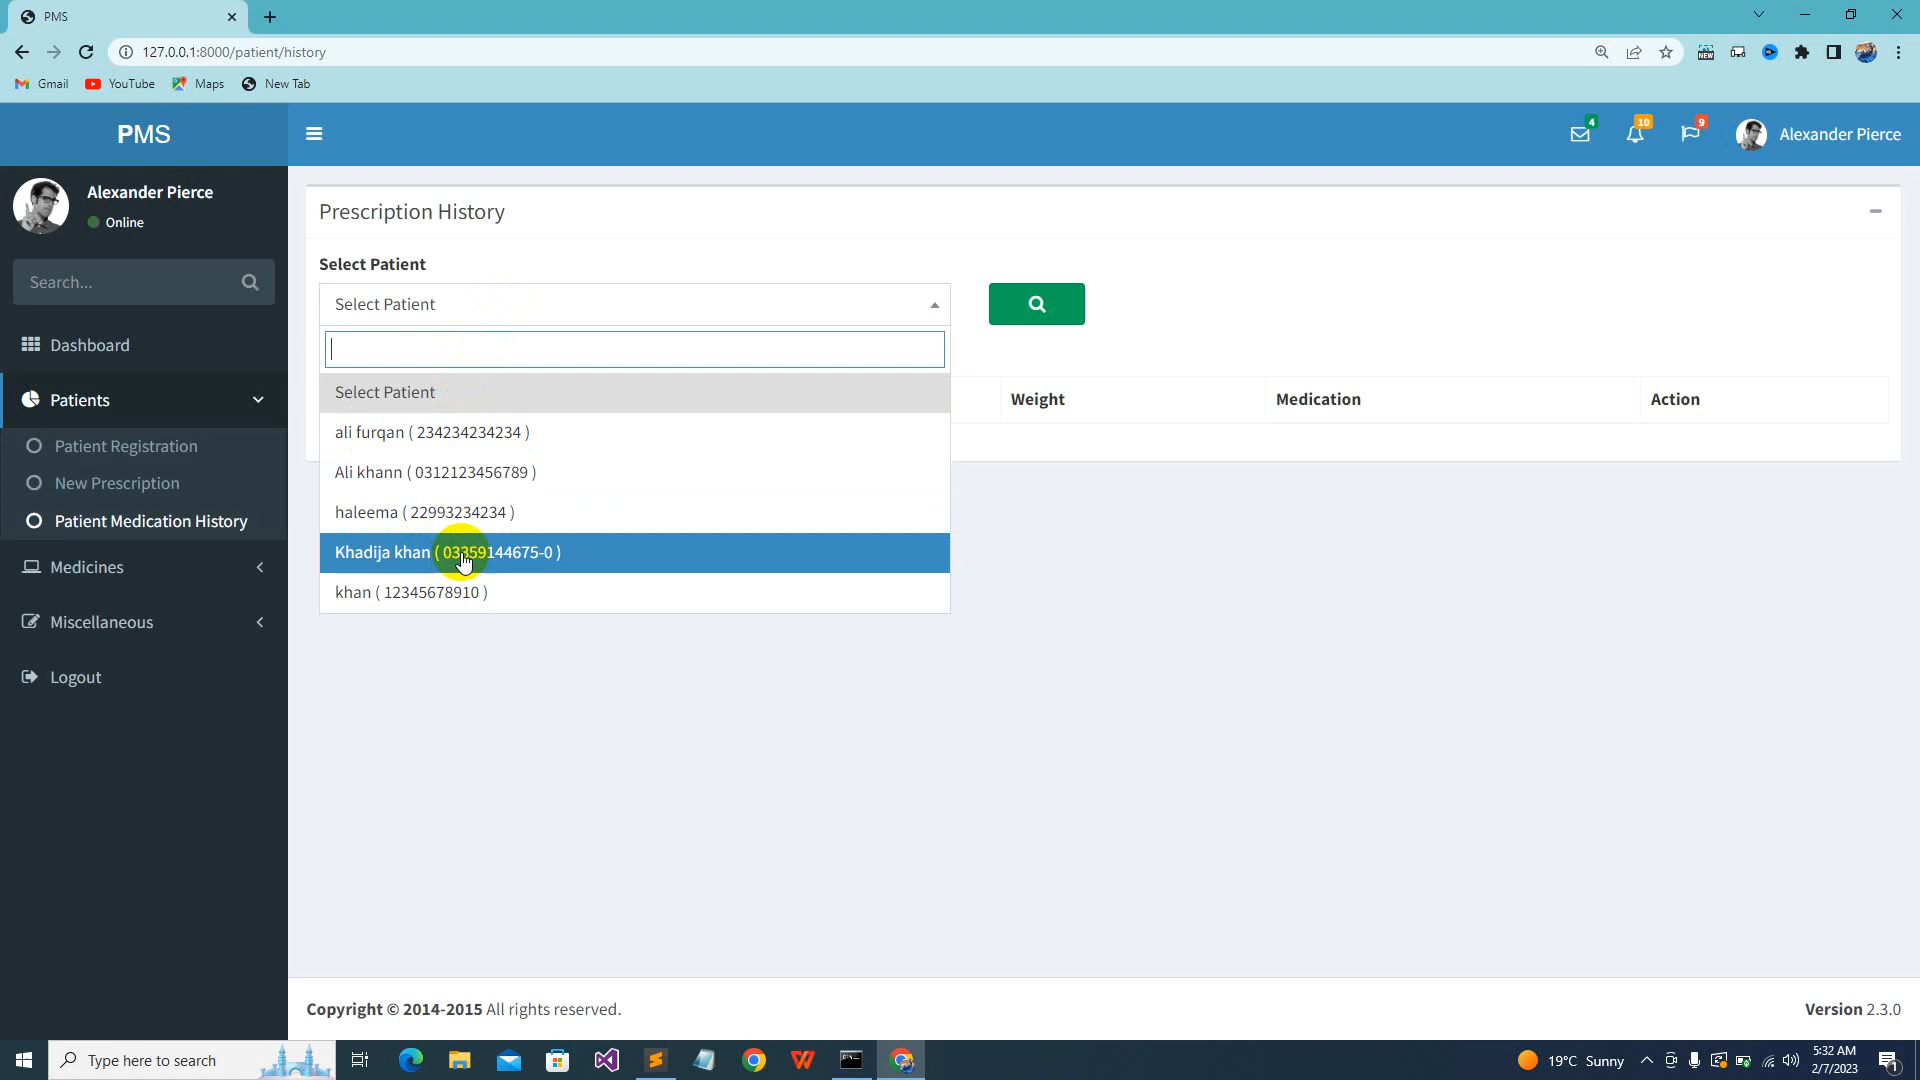 PMS
127.0.0.1:8000/patient/history
Gmail
YouTube
Maps
New Tab
PMS
4
10
9
Alexander Pierce
Alexander Pierce
Online
Search...
Dashboard
Patients
Patient Registration
New Prescription
Patient Medication History
Medicines
Miscellaneous
Logout
Prescription History
Select Patient
Select Patient
Select Patient
ali furqan ( 234234234234 )
Ali khann ( 0312123456789 )
haleema ( 22993234234 )
Khadija khan ( 03359144675-0 )
khan ( 12345678910 )
Weight
Medication
Action
Copyright © 2014-2015 All rights reserved.
Version 2.3.0
Type here to search
19°C Sunny
5:32 AM
2/7/2023
1